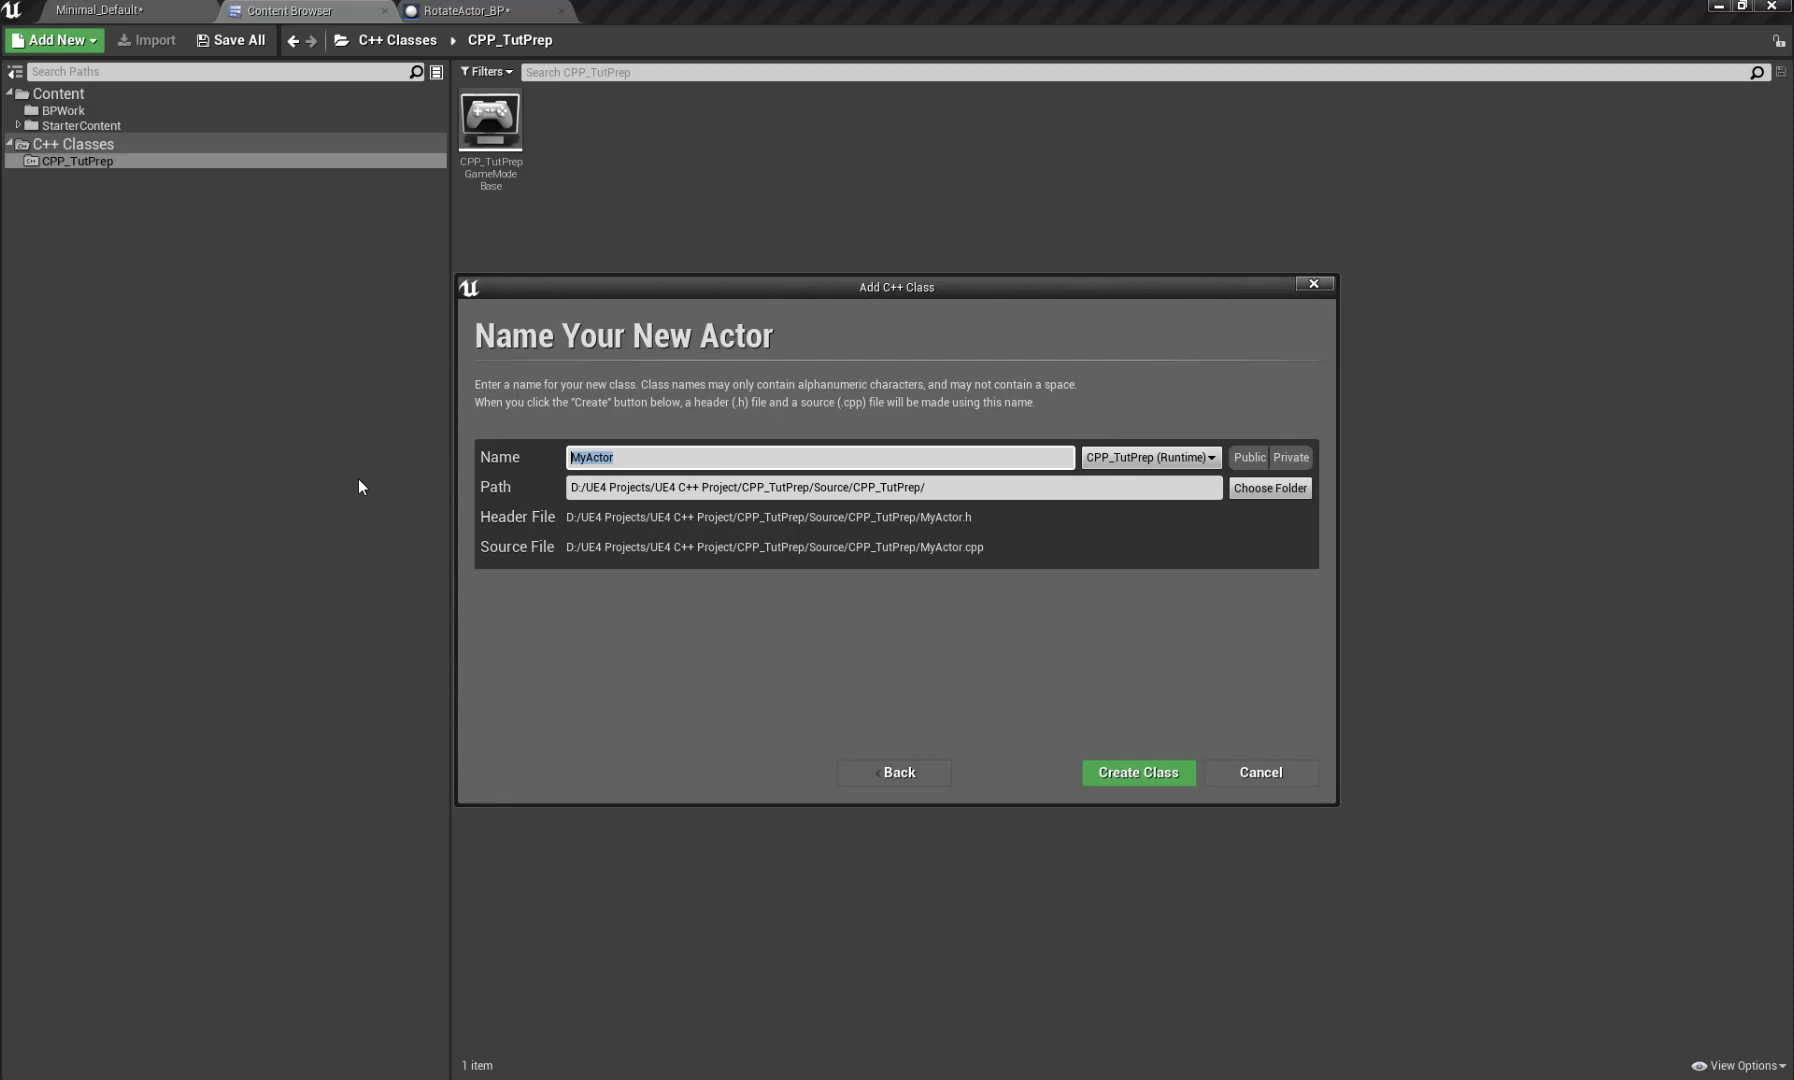 Minimal_Default*
Content Browser
RotateActor_BP*
Add New
Import
Save All
C++ Classes
CPP_TutPrep
Search Paths
Filters
Search CPP_TutPrep
Content
BPWork
StarterContent
C++ Classes
CPP_TutPrep
CPP_TutPrep
GameMode
Base
Add C++ Class
Name Your New Actor
Enter a name for your new class. Class names may only contain alphanumeric characters, and may not contain a space.
When you click the "Create" button below, a header (.h) file and a source (.cpp) file will be made using this name.
Name
MyActor
CPP_TutPrep (Runtime)
Public
Private
Path
D:/UE4 Projects/UE4 C++ Project/CPP_TutPrep/Source/CPP_TutPrep/
Choose Folder
Header File
D:/UE4 Projects/UE4 C++ Project/CPP_TutPrep/Source/CPP_TutPrep/MyActor.h
Source File
D:/UE4 Projects/UE4 C++ Project/CPP_TutPrep/Source/CPP_TutPrep/MyActor.cpp
Back
Create Class
Cancel
1 item
View Options